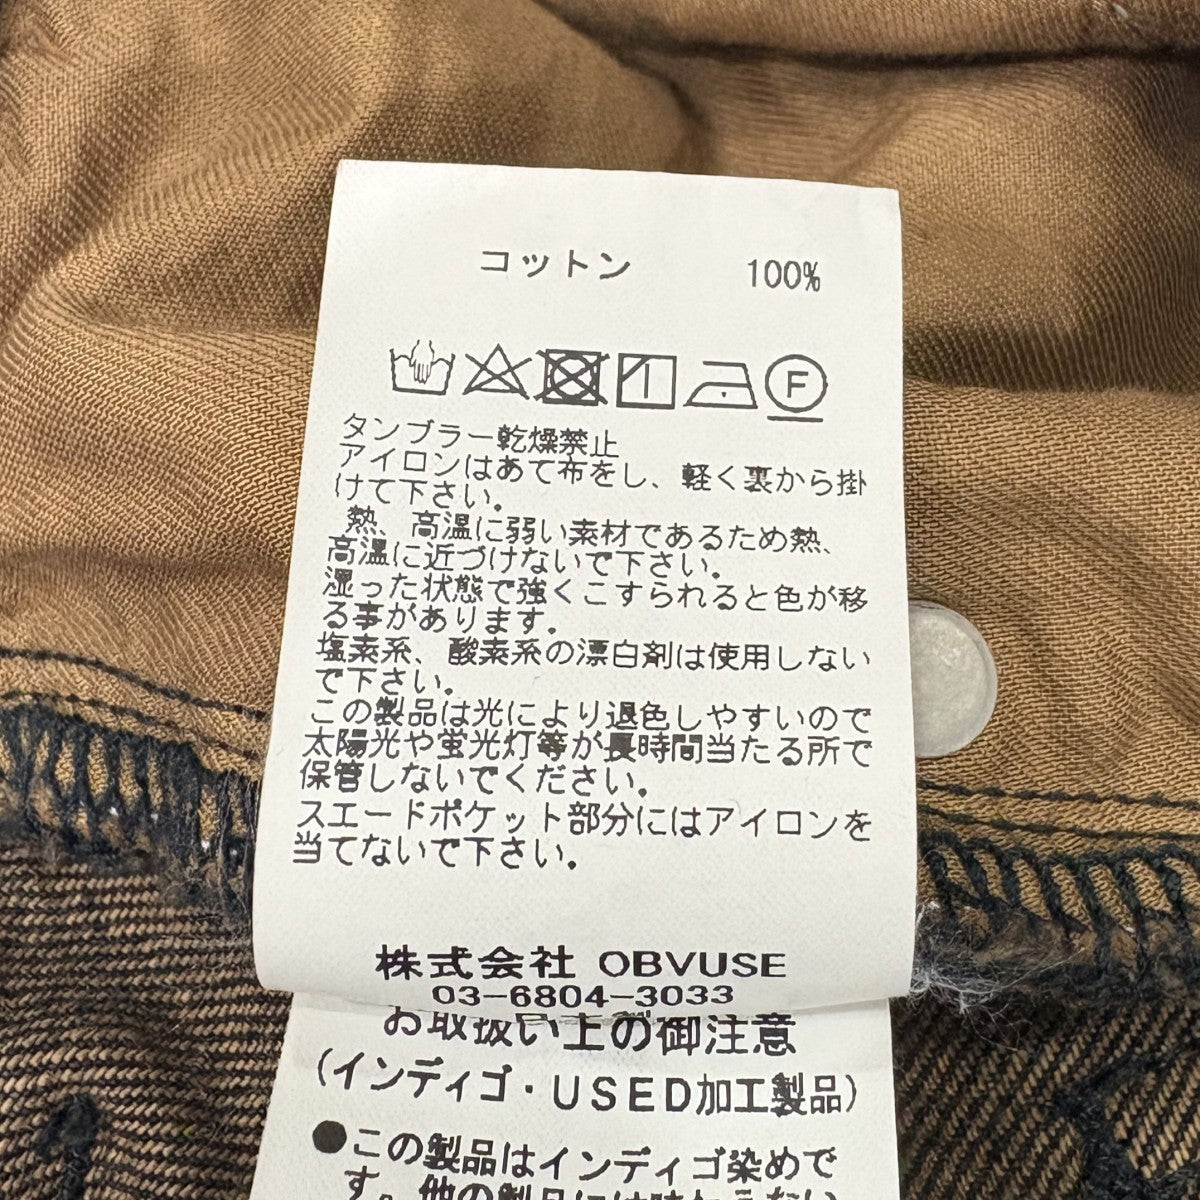 コットン 100%
F
タンブラー乾燥禁止
アイロンはあて布をし、軽く裏から掛
けて下さい。
熱、高温に弱い素材であるため熱、
高温に近づけないで下さい。
湿った状態で強くこすられると色が移
る事があります。
塩素系、酸素系の漂白剤は使用しない
で下さい。
この製品は光により退色しやすいので
太陽光や蛍光灯等が長時間当たる所で
保管しないでください。
スエードポケット部分にはアイロンを
当てないで下さい。
株式会社 OBVUSE
03-6804-3033
お取扱い上の御注意
(インディゴ・USED加工製品)
●この製品はインディゴ染めで
す。他の製品には時わらない